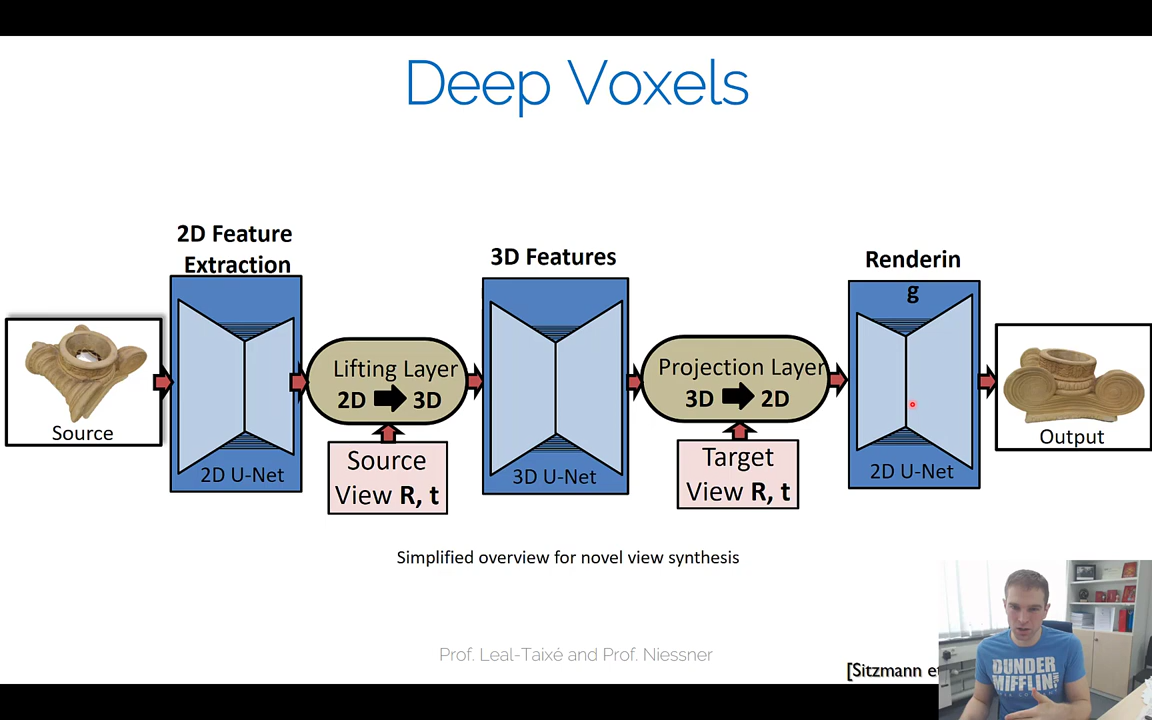 Deep Voxels
2D Feature
Extraction
3D Features
Renderin
g
Source
2D U-Net
Lifting Layer
2D 3D
Source
View R, t
3D U-Net
Projection Layer
3D 2D
Target
View R, t
2D U-Net
Output
Simplified overview for novel view synthesis
Prof. Leal-Taixé and Prof. Niessner
[Sitzmann
DUNDER
MIFFLIN